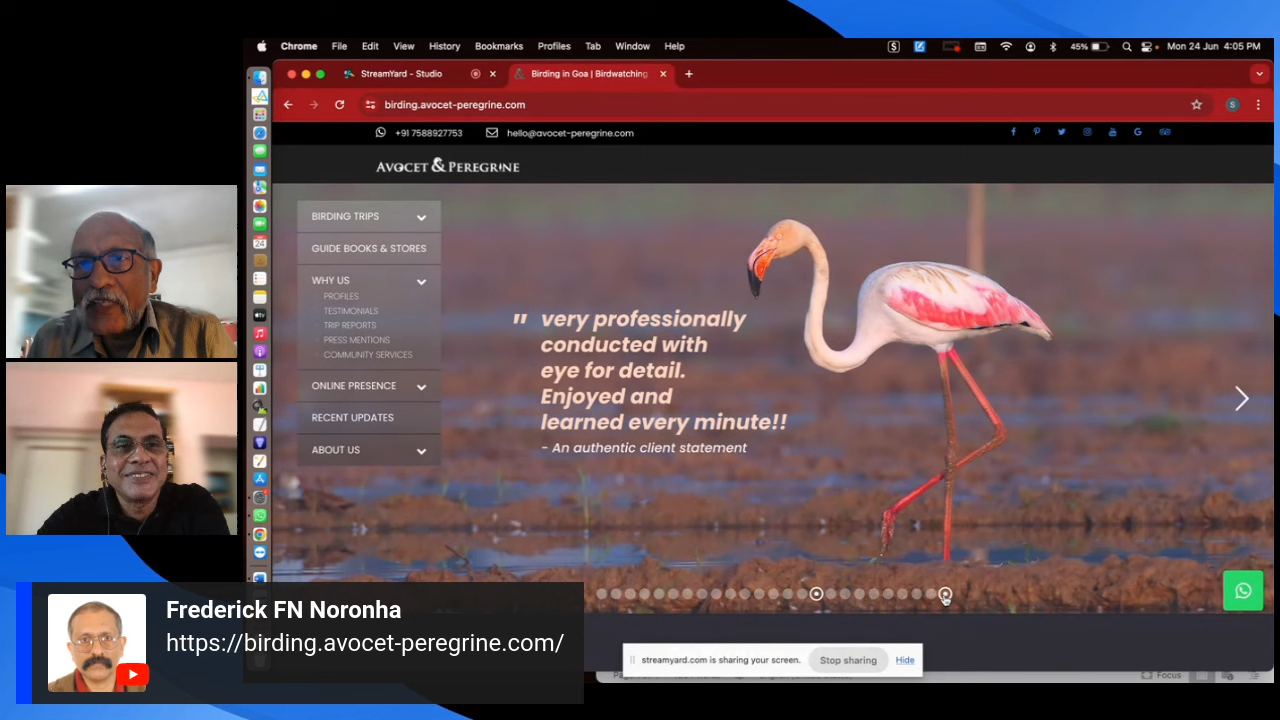 Chrome File Edit View History Bookmarks Profiles Tab Window Help
45%
Mon 24 Jun 4:05 PM
StreamYard - Studio
Birding in Goa | Birdwatching
birding.avocet-peregrine.com
S
+91 7588927753
hello@avocet-peregrine.com
AVOCET & PEREGRINE
BIRDING TRIPS
GUIDE BOOKS & STORES
WHY US
PROFILES
TESTIMONIALS
TRIP REPORTS
PRESS MENTIONS
COMMUNITY SERVICES
ONLINE PRESENCE
RECENT UPDATES
ABOUT US
" very professionally
conducted with
eye for detail.
Enjoyed and
learned every minute!!
- An authentic client statement
streamyard.com is sharing your screen.
Stop sharing
Hide
Focus
Frederick FN Noronha
https://birding.avocet-peregrine.com/